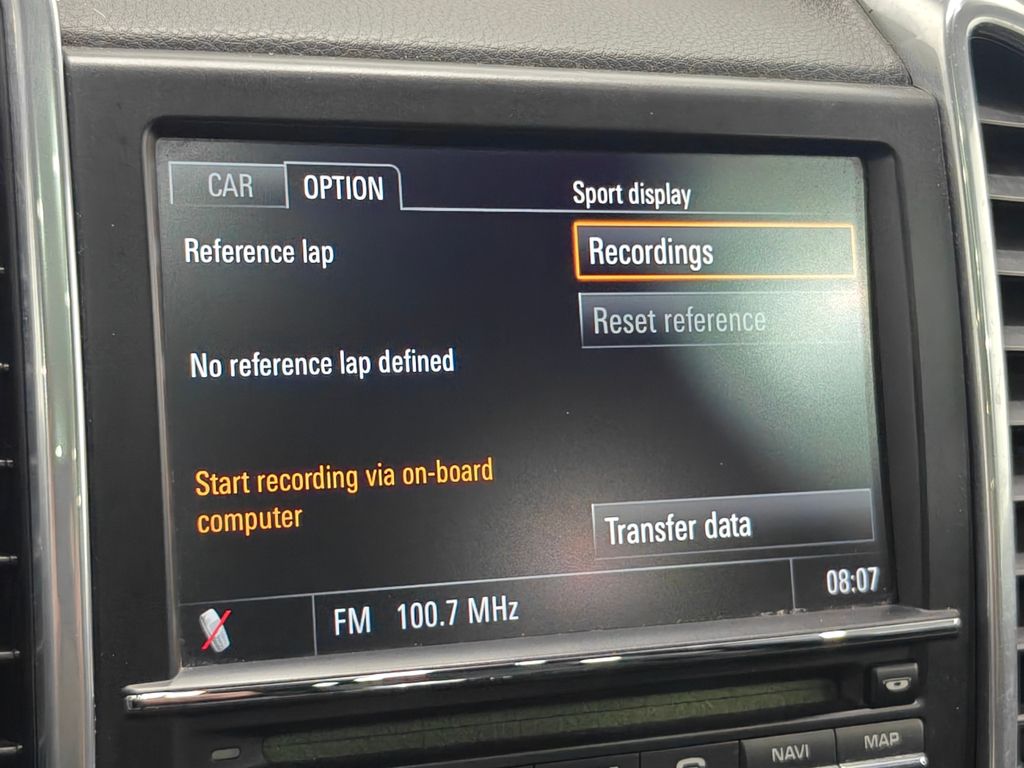 CAR
OPTION
Sport display
Reference lap
Recordings
Reset reference
No reference lap defined
Start recording via on-board
computer
Transfer data
FM 100.7 MHz
08:07
NAVI
MAP